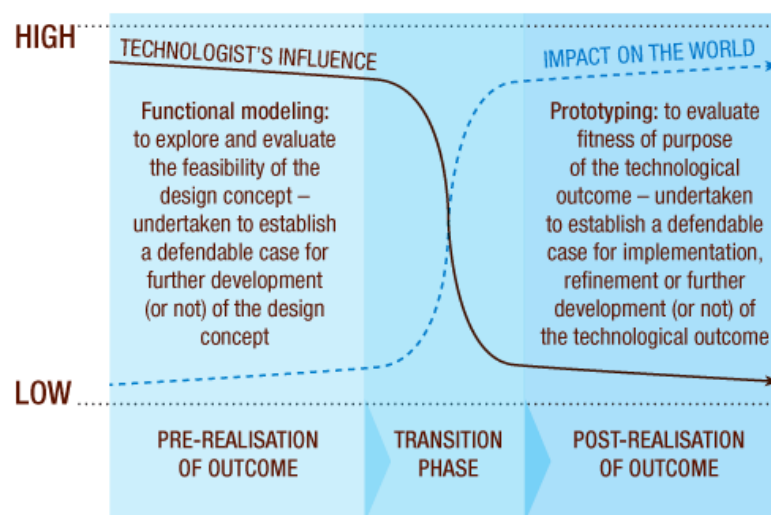 HIGH
TECHNOLOGIST'S INFLUENCE
IMPACT ON THE WORLD
Functional modeling:
to explore and evaluate
the feasibility of the
design concept –
undertaken to establish
a defendable case for
further development
(or not) of the design
concept
Prototyping: to evaluate
fitness of purpose
of the technological
outcome – undertaken
to establish a defendable
case for implementation,
refinement or further
development (or not) of
the technological outcome
LOW
PRE-REALISATION
OF OUTCOME
TRANSITION
PHASE
POST-REALISATION
OF OUTCOME